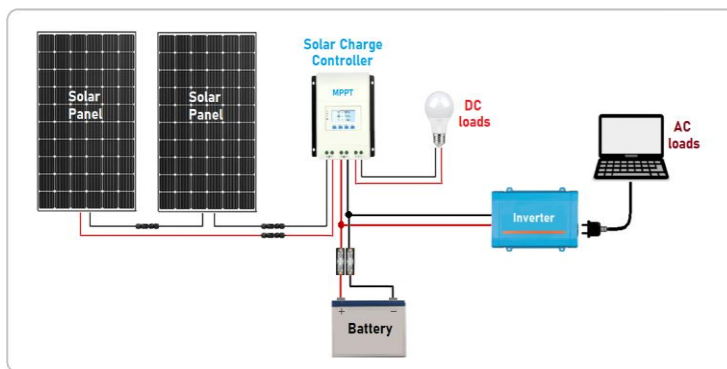 Solar Charge
Controller
MPPT
Solar
Panel
Solar
Panel
DC
loads
AC
loads
Inverter
+
−
Battery